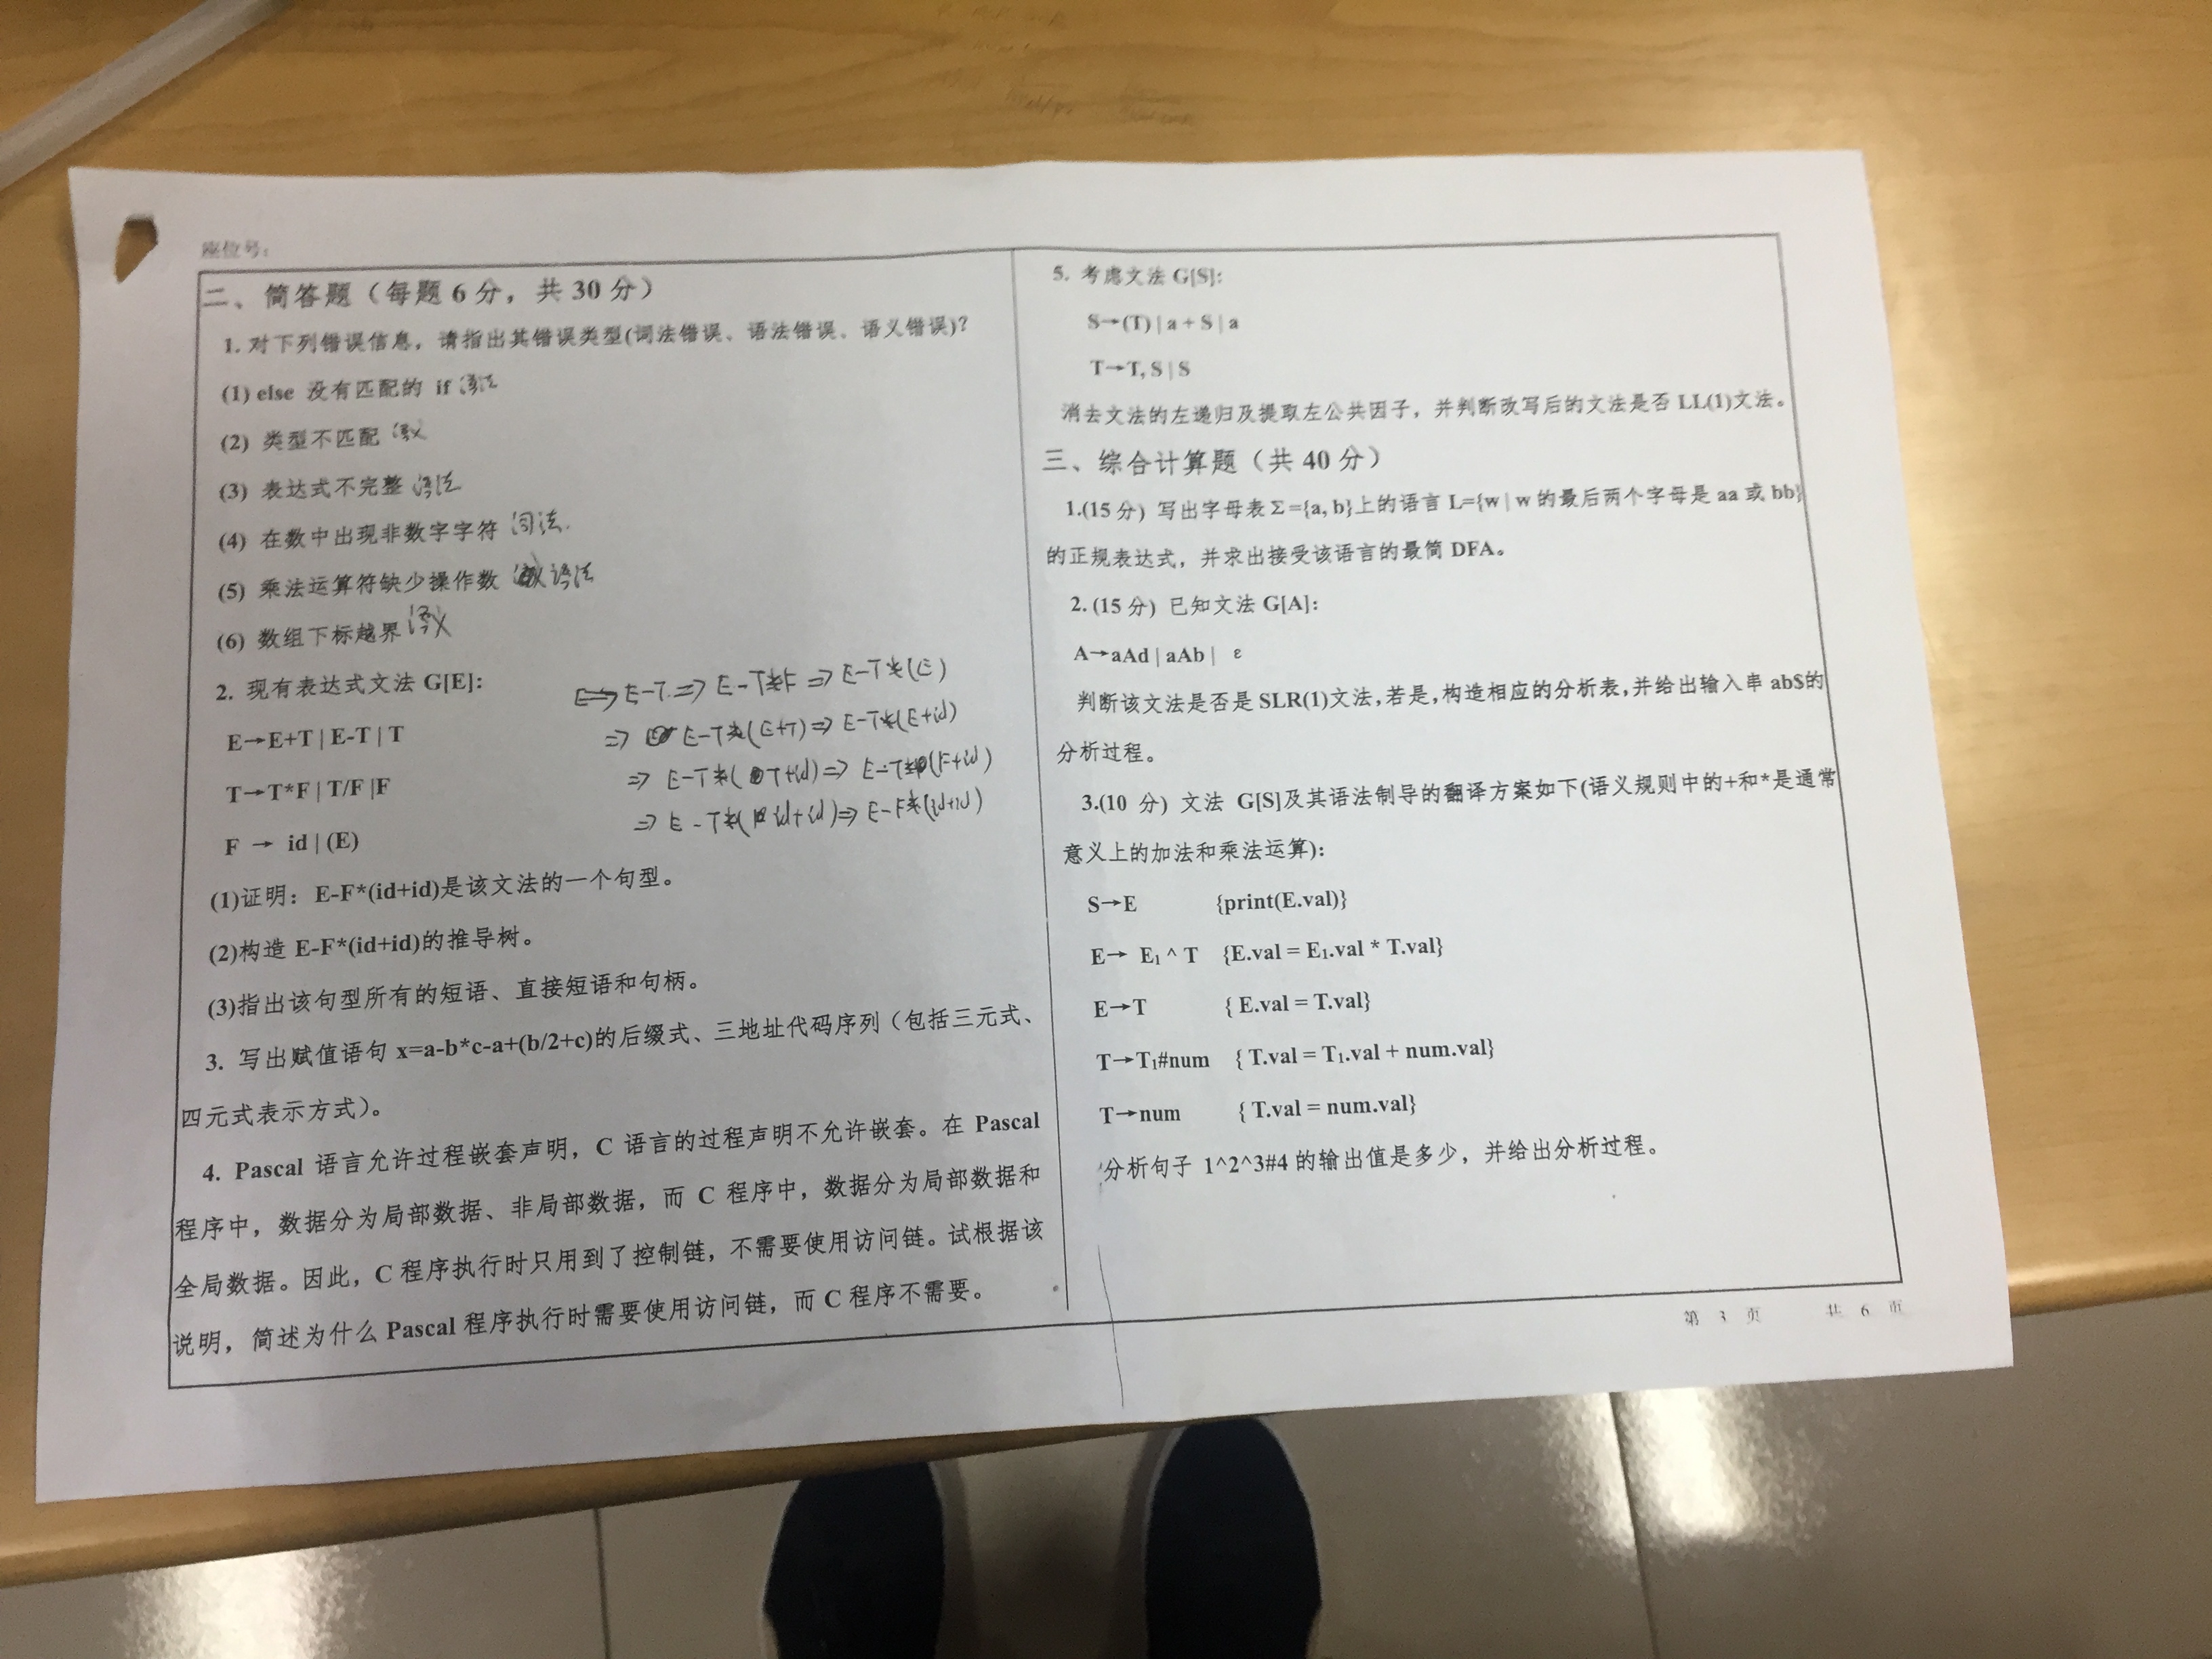 座位号:
二、简答题（每题 6 分，共 30 分）
1. 对下列错误信息，请指出其错误类型(词法错误、语法错误、语义错误)？
(1) else 没有匹配的 if 语法
(2) 类型不匹配 语义
(3) 表达式不完整 语法
(4) 在数中出现非数字字符 词法.
(5) 乘法运算符缺少操作数 语法
(6) 数组下标越界 语义
2. 现有表达式文法 G[E]:
E→E+T | E-T | T
T→T*F | T/F |F
F → id | (E)
E⇒E-T⇒E-T*F⇒E-T*(E)
⇒ E-T*(E+T)⇒E-T*(E+id)
⇒ E-T*(T+id)⇒ E-T*(F+id)
⇒ E-T*(id+id)⇒E-F*(id+id)
(1)证明：E-F*(id+id)是该文法的一个句型。
(2)构造 E-F*(id+id)的推导树。
(3)指出该句型所有的短语、直接短语和句柄。
3. 写出赋值语句 x=a-b*c-a+(b/2+c)的后缀式、三地址代码序列（包括三元式、
四元式表示方式）。
4. Pascal 语言允许过程嵌套声明，C 语言的过程声明不允许嵌套。在 Pascal
程序中，数据分为局部数据、非局部数据，而 C 程序中，数据分为局部数据和
全局数据。因此，C 程序执行时只用到了控制链，不需要使用访问链。试根据该
说明，简述为什么 Pascal 程序执行时需要使用访问链，而 C 程序不需要。
5. 考虑文法 G[S]:
S→(T) | a + S | a
T→T, S | S
消去文法的左递归及提取左公共因子，并判断改写后的文法是否 LL(1)文法。
三、综合计算题（共 40 分）
1.(15 分) 写出字母表 Σ={a, b}上的语言 L={w | w 的最后两个字母是 aa 或 bb}
的正规表达式，并求出接受该语言的最简 DFA。
2. (15 分) 已知文法 G[A]:
A→aAd | aAb | ε
判断该文法是否是 SLR(1)文法,若是,构造相应的分析表,并给出输入串 ab$的
分析过程。
3.(10 分) 文法 G[S]及其语法制导的翻译方案如下(语义规则中的+和*是通常
意义上的加法和乘法运算):
S→E {print(E.val)}
E→ E₁ ^ T {E.val = E₁.val * T.val}
E→T { E.val = T.val}
T→T₁#num { T.val = T₁.val + num.val}
T→num { T.val = num.val}
分析句子 1^2^3#4 的输出值是多少，并给出分析过程。
第 3 页 共 6 页